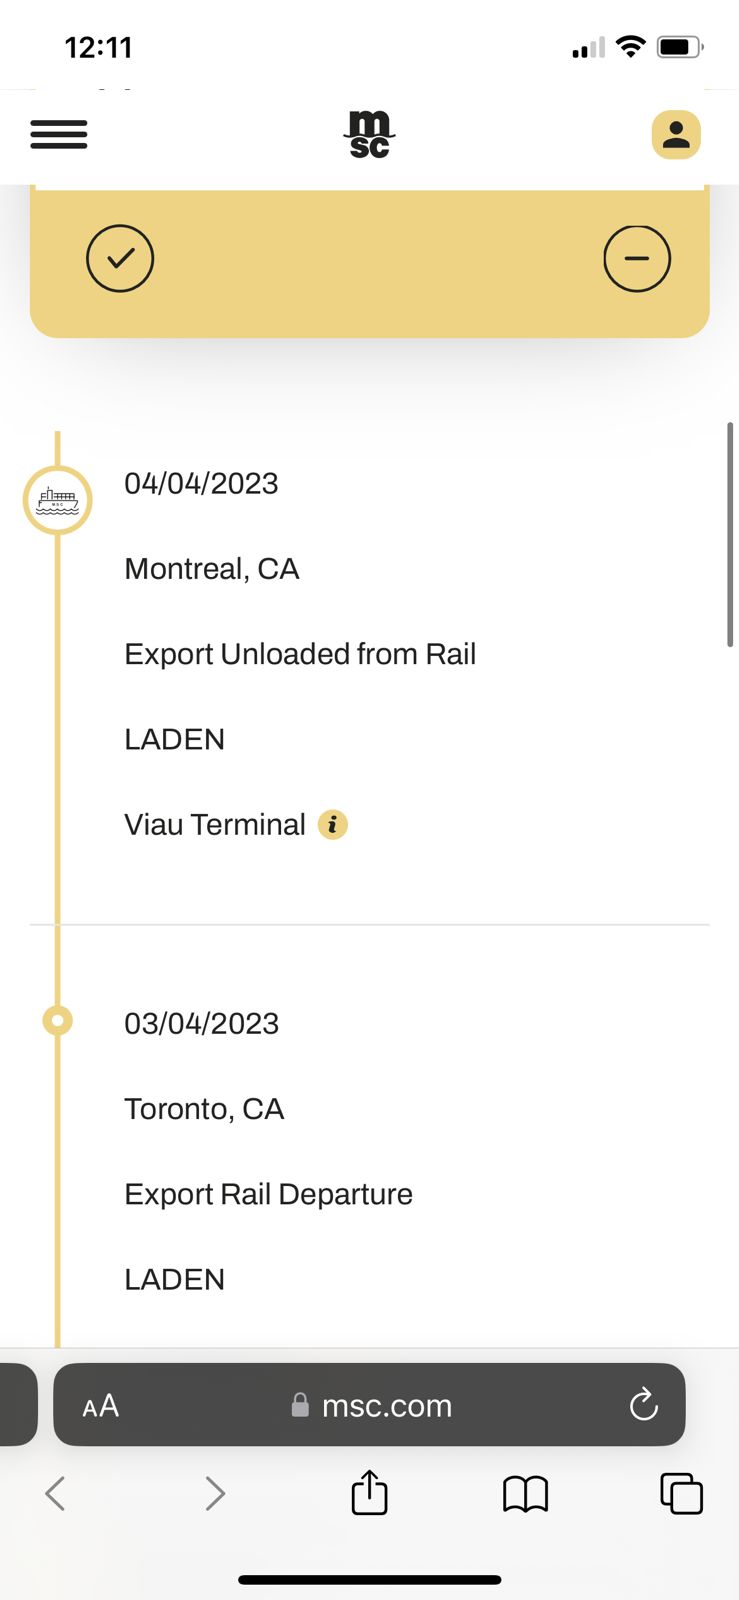 12:11
m
sc
04/04/2023
Montreal, CA
Export Unloaded from Rail
LADEN
Viau Terminal i
03/04/2023
Toronto, CA
Export Rail Departure
LADEN
AA msc.com